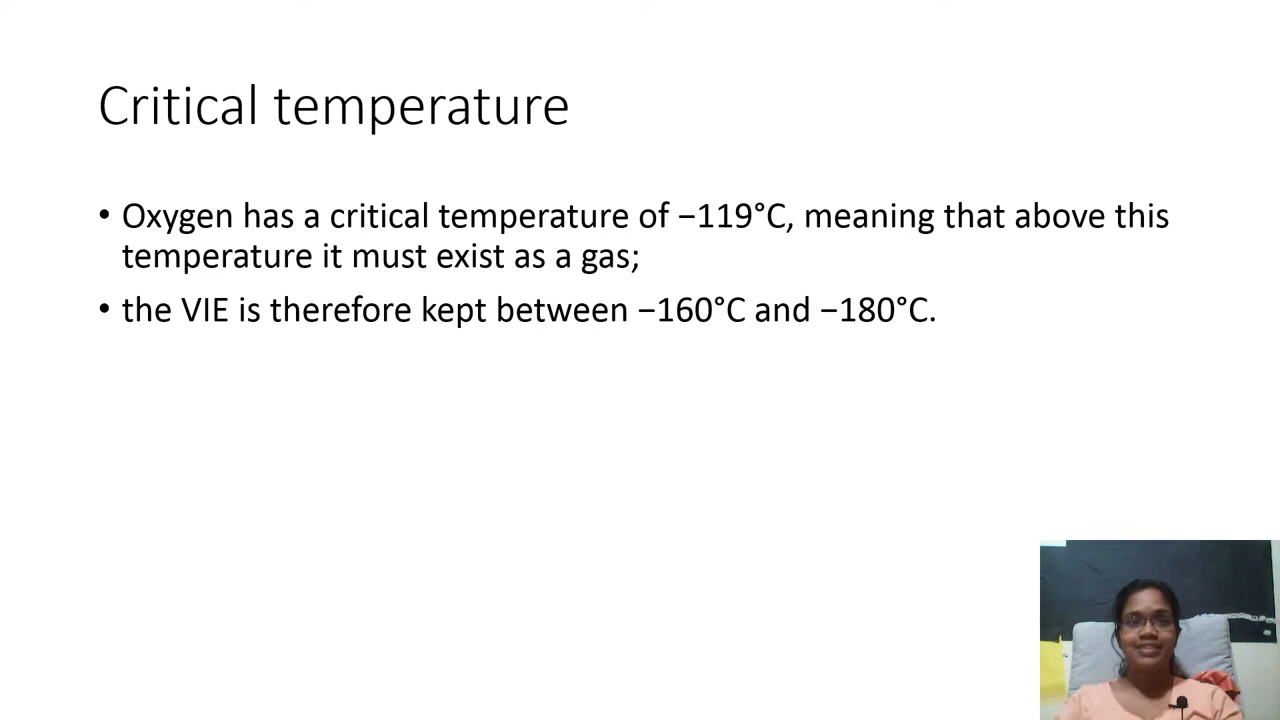 Critical temperature
• Oxygen has a critical temperature of −119°C, meaning that above this
temperature it must exist as a gas;
• the VIE is therefore kept between −160°C and −180°C.